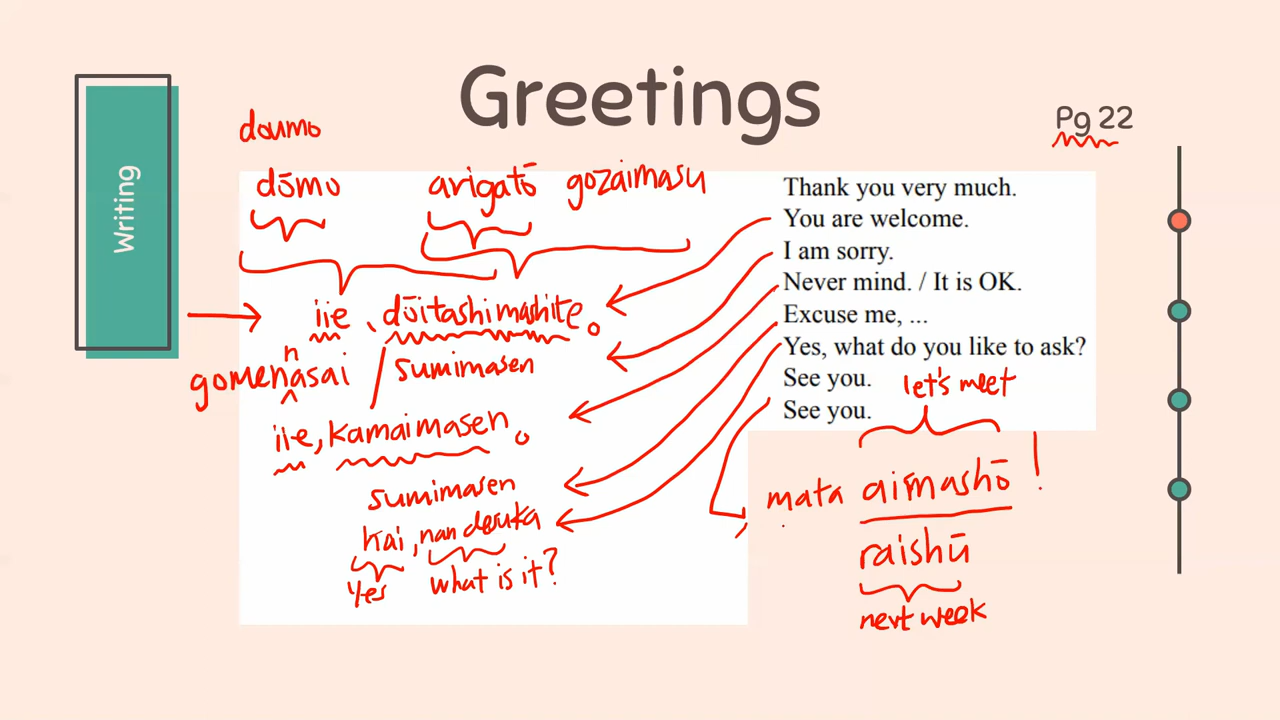 Greetings
Pg 22
Writing
doumo
dōmo arigatō gozaimasu
iie、dōitashimashite。
gomenasai / sumimasen
n
iie, kamaimasen。
sumimasen
kai, nan desuka
Yes what is it?
Thank you very much.
You are welcome.
I am sorry.
Never mind. / It is OK.
Excuse me, ...
Yes, what do you like to ask?
See you.
let's meet
See you.
mata aimashō!
raishū
next week